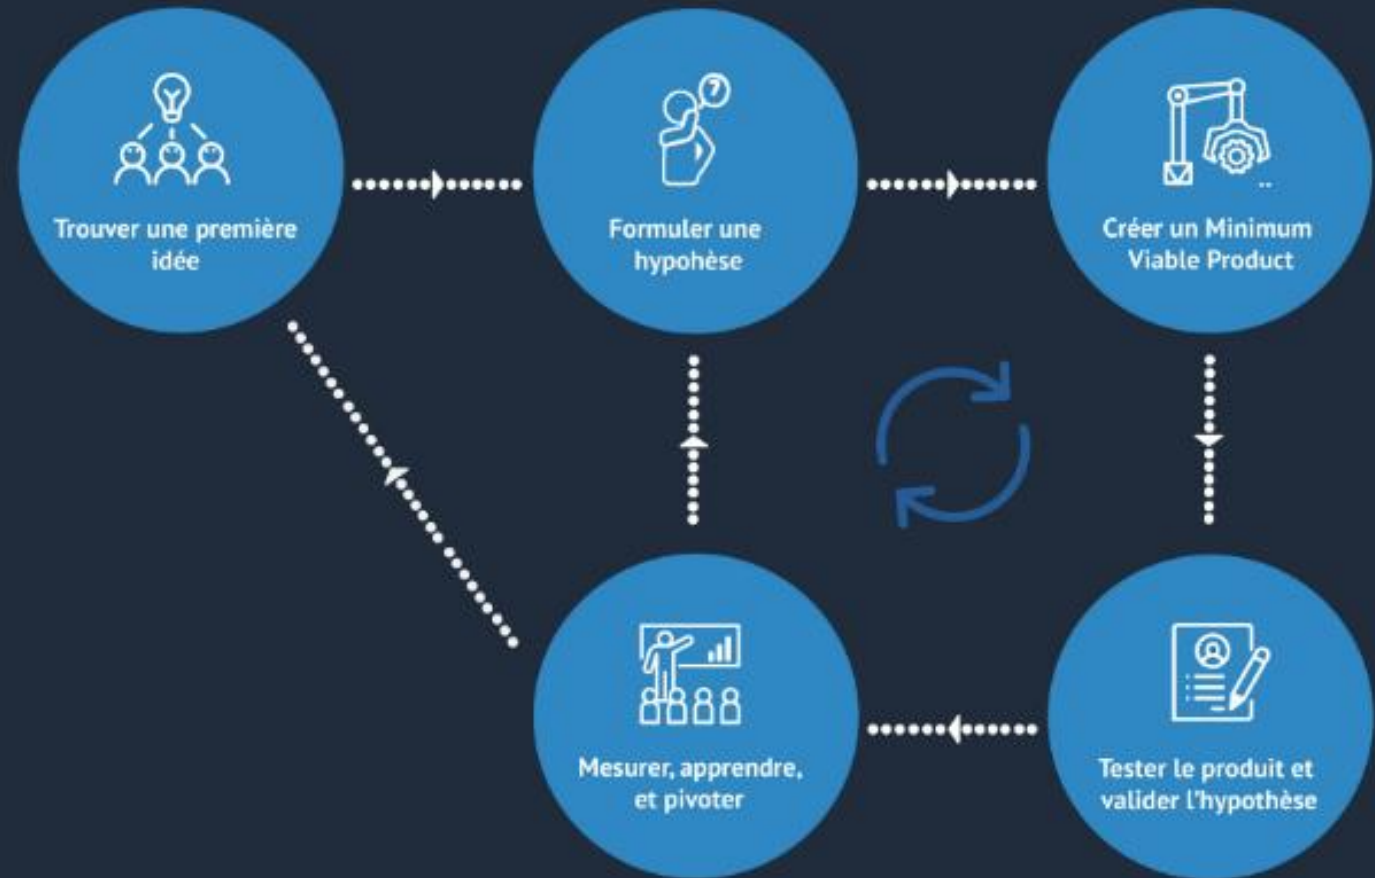 Trouver une première
idée
Formuler une
hypohèse
?
Créer un Minimum
Viable Product
Mesurer, apprendre,
et pivoter
Tester le produit et
valider l'hypothèse